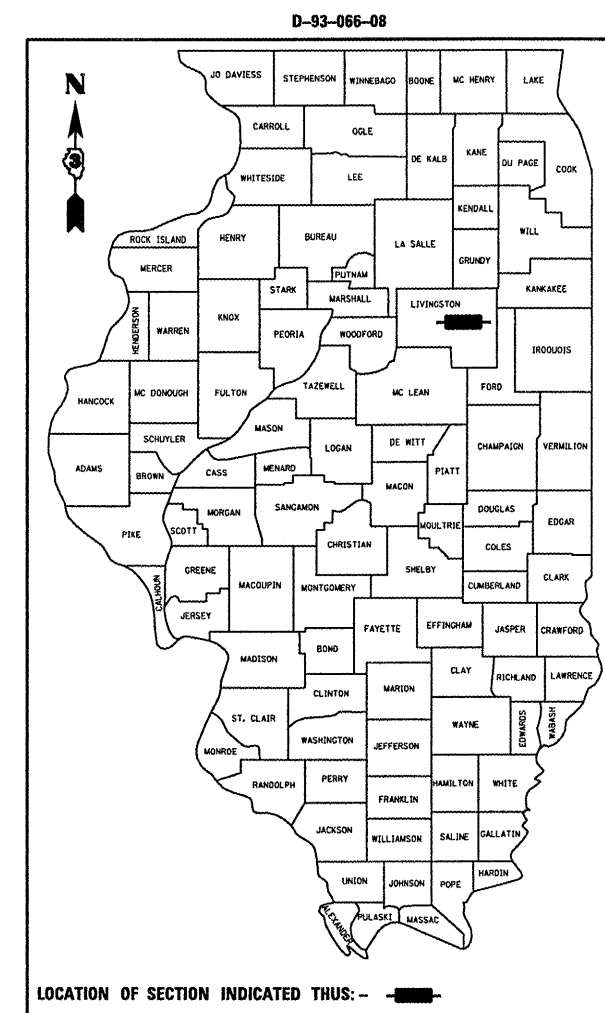 D-93-066-08
JO DAVIESS STEPHENSON WINNEBAGO BOONE MC HENRY LAKE
N
CARROLL OGLE
3
DE KALB KANE DU PAGE COOK
WHITESIDE LEE
KENDALL
ROCK ISLAND HENRY BUREAU LA SALLE WILL
MERCER PUTNAM GRUNDY
STARK MARSHALL KANKAKEE
HENDERSON WARREN KNOX LIVINGSTON
PEORIA WOODFORD IROQUOIS
HANCOCK MC DONOUGH FULTON TAZEWELL MC LEAN FORD
MASON
SCHUYLER LOGAN DE WITT CHAMPAIGN VERMILION
ADAMS BROWN CASS MENARD MACON PIATT
MORGAN SANGAMON DOUGLAS
PIKE SCOTT MOULTRIE EDGAR
CHRISTIAN COLES
GREENE SHELBY
CALHOUN MACOUPIN MONTGOMERY CUMBERLAND CLARK
JERSEY
FAYETTE EFFINGHAM JASPER CRAWFORD
MADISON BOND
CLAY RICHLAND LAWRENCE
CLINTON MARION
ST. CLAIR WAYNE EDWARDS WABASH
MONROE WASHINGTON JEFFERSON
RANDOLPH PERRY HAMILTON WHITE
FRANKLIN
JACKSON WILLIAMSON SALINE GALLATIN
UNION JOHNSON POPE HARDIN
ALEXANDER PULASKI MASSAC
LOCATION OF SECTION INDICATED THUS: -